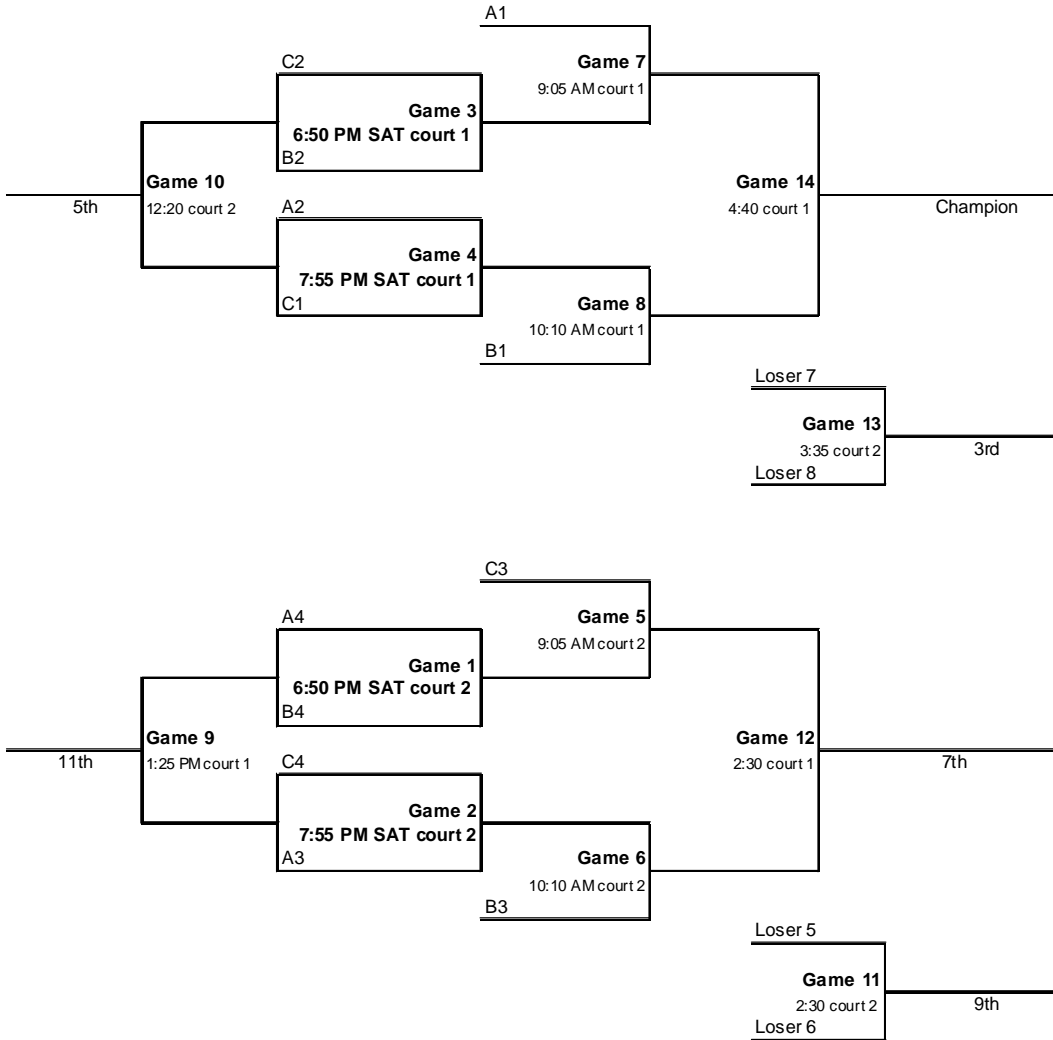 A1
C2
Game 7
9:05 AM court 1
Game 3
6:50 PM SAT court 1
B2
Game 10
12:20 court 2
5th
A2
Game 14
4:40 court 1
Champion
Game 4
7:55 PM SAT court 1
C1
Game 8
10:10 AM court 1
B1
Loser 7
Game 13
3:35 court 2
3rd
Loser 8
C3
A4
Game 5
9:05 AM court 2
Game 1
6:50 PM SAT court 2
B4
Game 9
1:25 PM court 1
11th
C4
Game 12
2:30 court 1
7th
Game 2
7:55 PM SAT court 2
A3
Game 6
10:10 AM court 2
B3
Loser 5
Game 11
2:30 court 2
9th
Loser 6